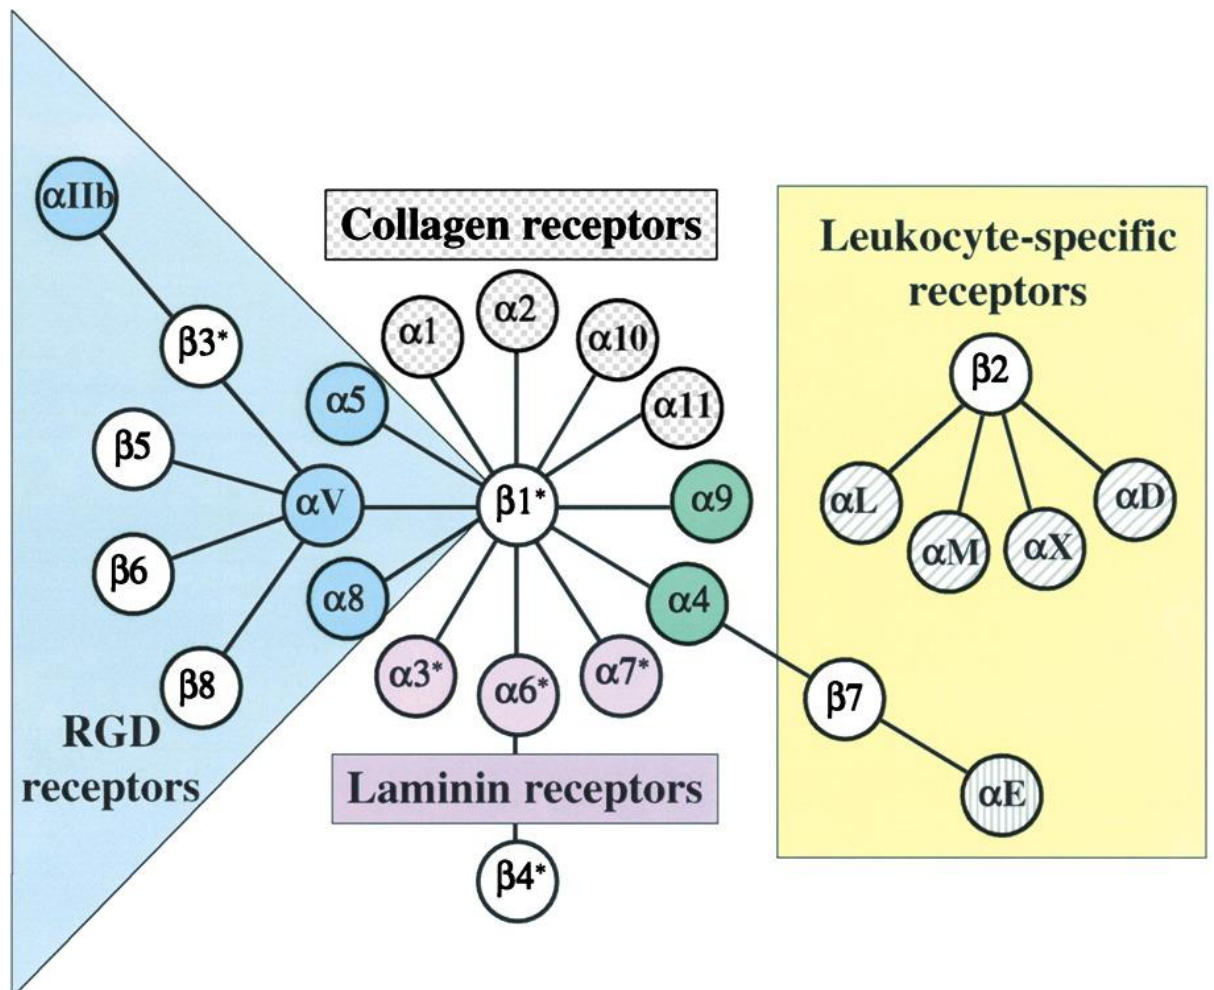 αIIb
β3*
β5
αV
β6
β8
RGD
receptors
α5
α8
Collagen receptors
α1
α2
α10
α11
β1*
α9
α4
α3*
α6*
α7*
Laminin receptors
β4*
Leukocyte-specific
receptors
β2
αL
αM
αX
αD
β7
αE